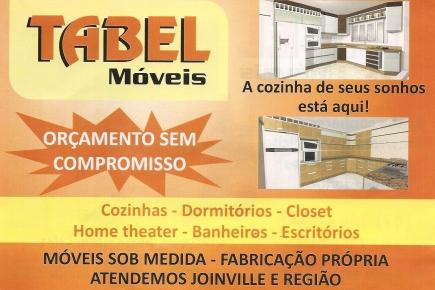 TABEL
Móveis
A cozinha de seus sonhos
está aqui!
ORÇAMENTO SEM
COMPROMISSO
Cozinhas - Dormitórios - Closet
Home theater - Banheiros - Escritórios
MÓVEIS SOB MEDIDA - FABRICAÇÃO PRÓPRIA
ATENDEMOS JOINVILLE E REGIÃO